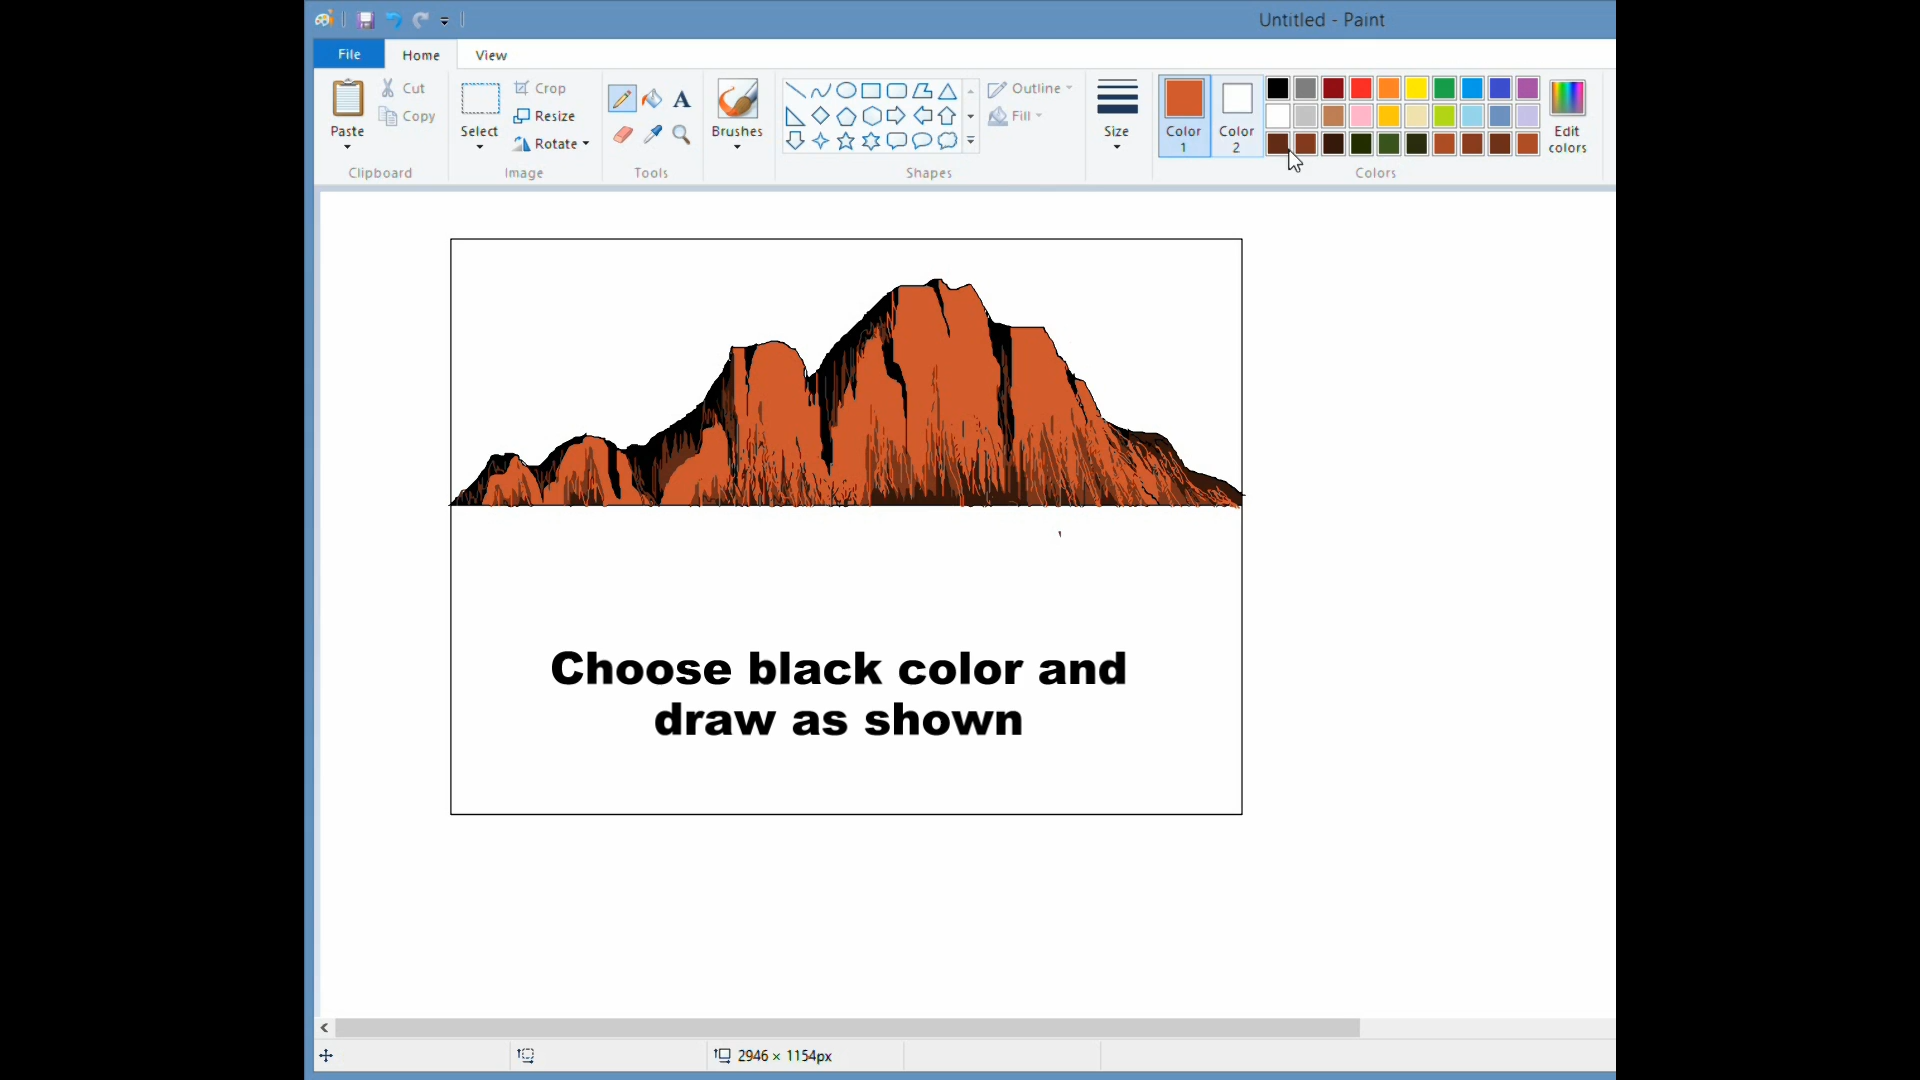 Untitled - Paint
File Home View
Paste
Cut
Copy
Clipboard
Select
Crop
Resize
Rotate
Image
A
Tools
Brushes
Shapes
Outline
Fill
Size
Color
1
Color
2
Colors
Edit
colors
Choose black color and
draw as shown
2946 × 1154px